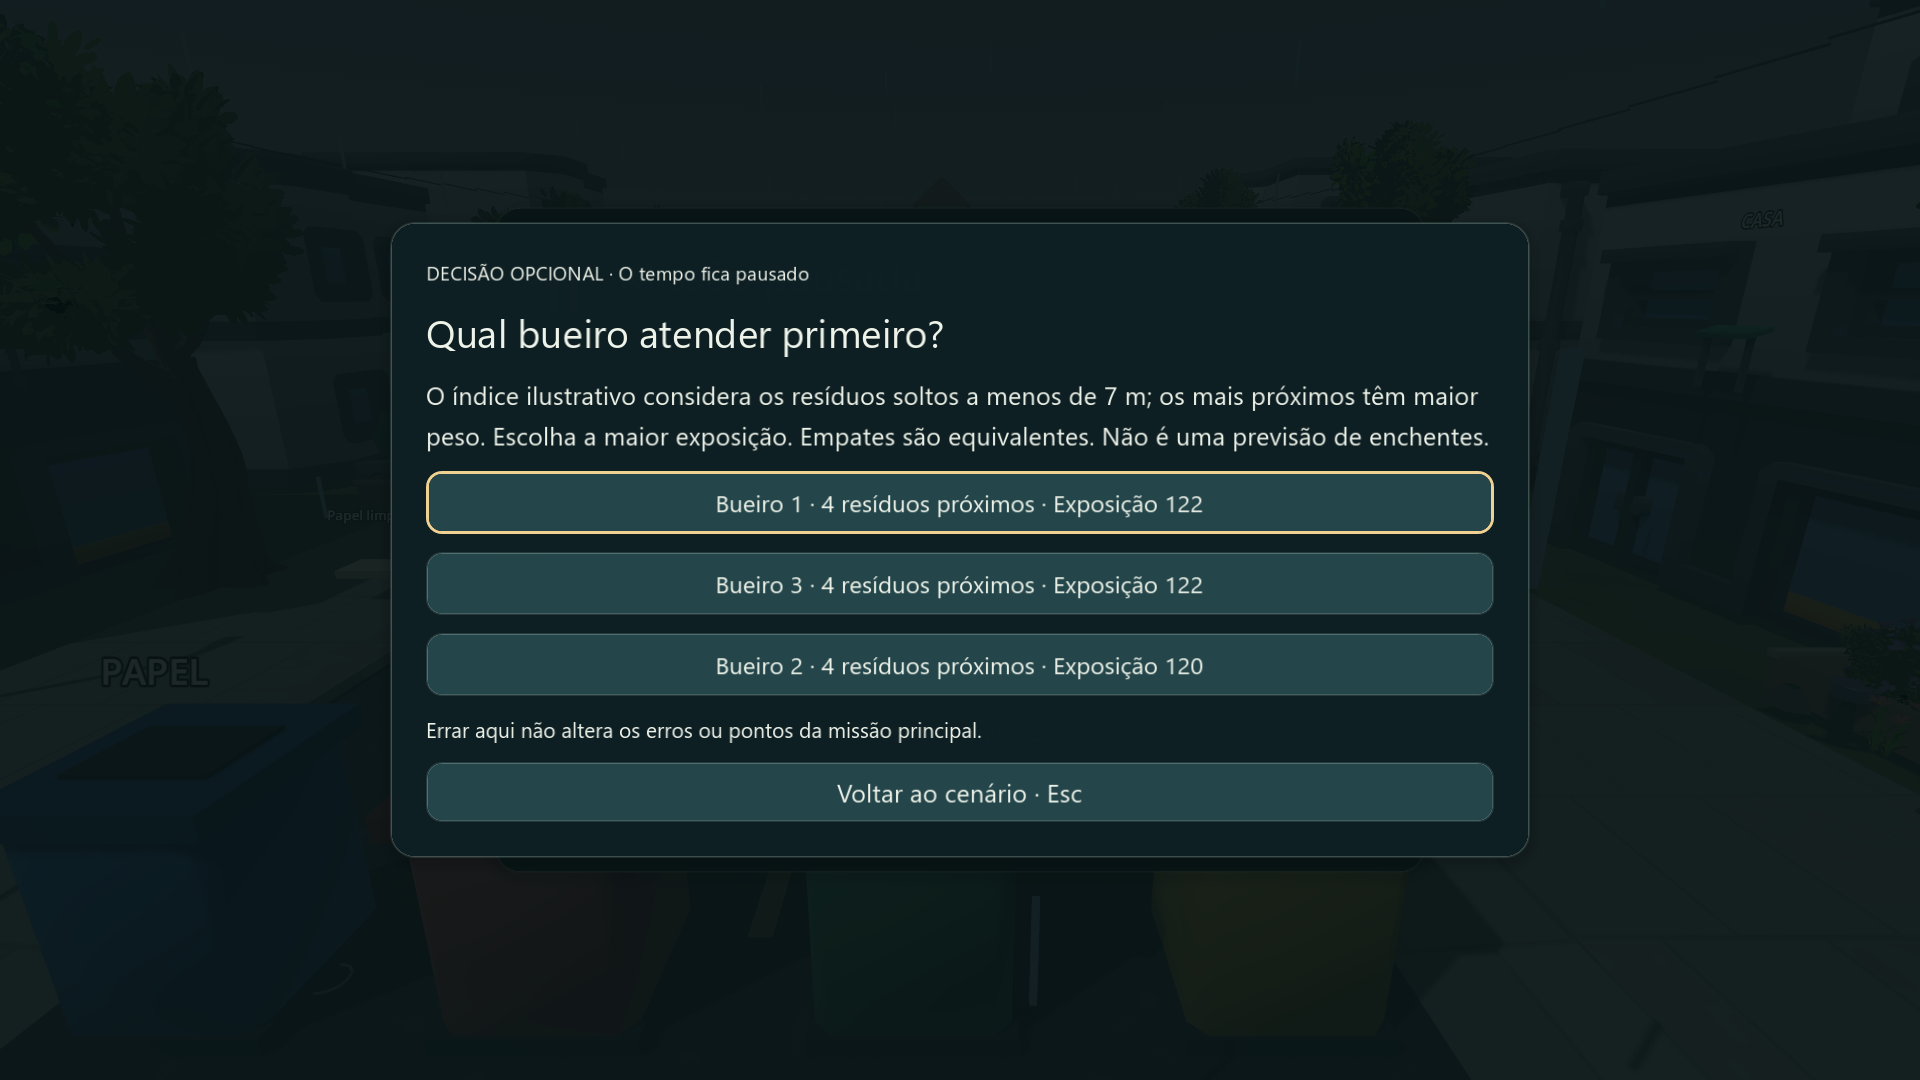 CASA
DECISÃO OPCIONAL · O tempo fica pausado
Qual bueiro atender primeiro?
O índice ilustrativo considera os resíduos soltos a menos de 7 m; os mais próximos têm maior
peso. Escolha a maior exposição. Empates são equivalentes. Não é uma previsão de enchentes.
Bueiro 1 · 4 resíduos próximos · Exposição 122
Papel limp
Bueiro 3 · 4 resíduos próximos · Exposição 122
Bueiro 2 · 4 resíduos próximos · Exposição 120
PAPEL
Errar aqui não altera os erros ou pontos da missão principal.
Voltar ao cenário · Esc